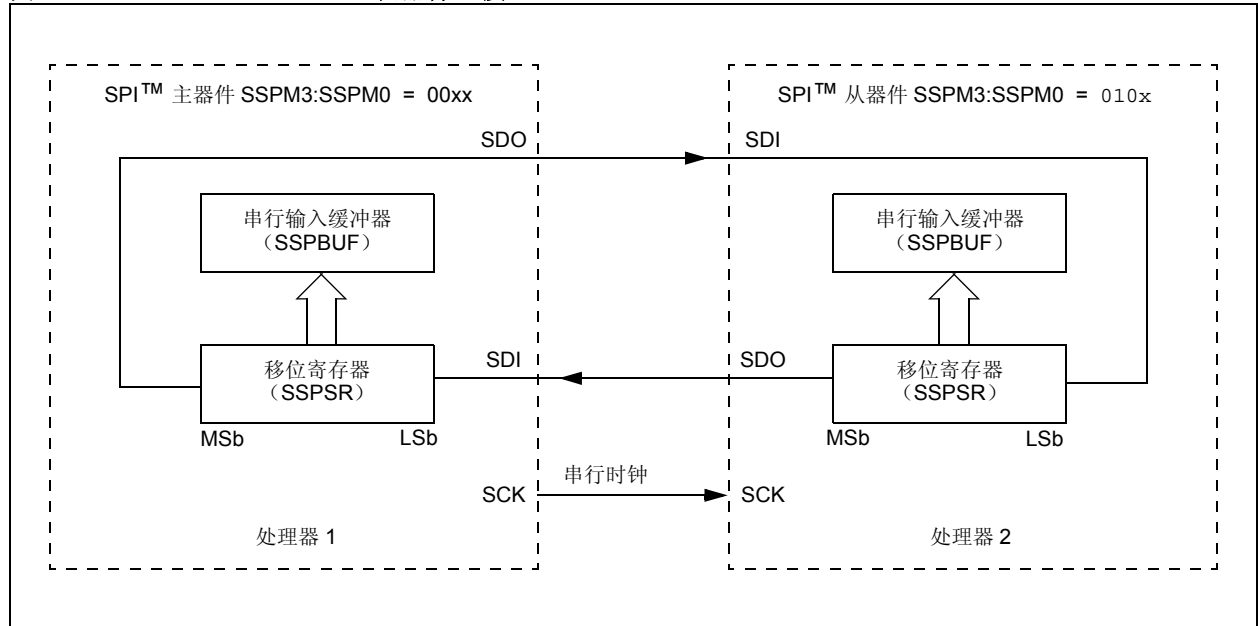 SPI™ 主器件 SSPM3:SSPM0 = 00xx
SPI™ 从器件 SSPM3:SSPM0 = 010x
SDO
SDI
串行输入缓冲器
（SSPBUF）
串行输入缓冲器
（SSPBUF）
SDI
SDO
移位寄存器
（SSPSR）
移位寄存器
（SSPSR）
MSb
LSb
MSb
LSb
串行时钟
SCK
SCK
处理器 1
处理器 2